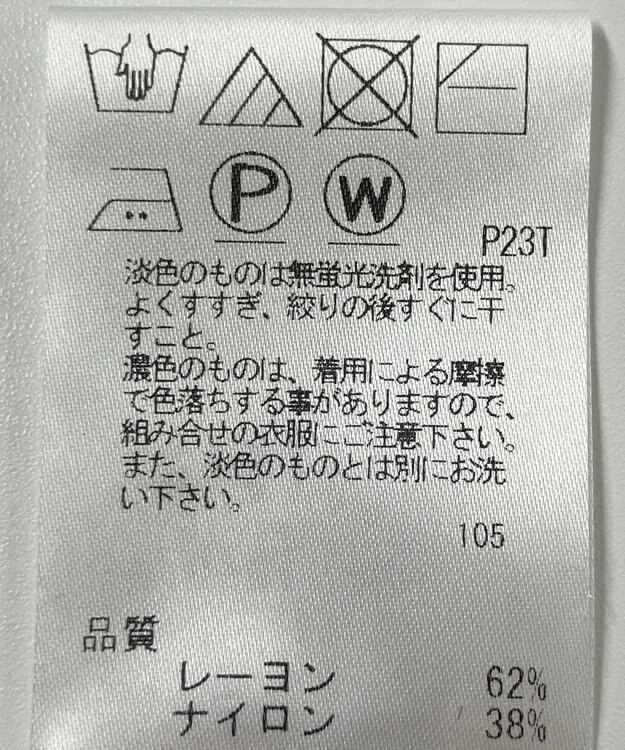 P W
P23T
淡色のものは無蛍光洗剤を使用。
よくすすぎ、絞りの後すぐに干
すこと。
濃色のものは、着用による摩擦
で色落ちする事がありますので、
組み合せの衣服にご注意下さい。
また、淡色のものとは別にお洗
い下さい。
105
品質
レーヨン 62%
ナイロン 38%